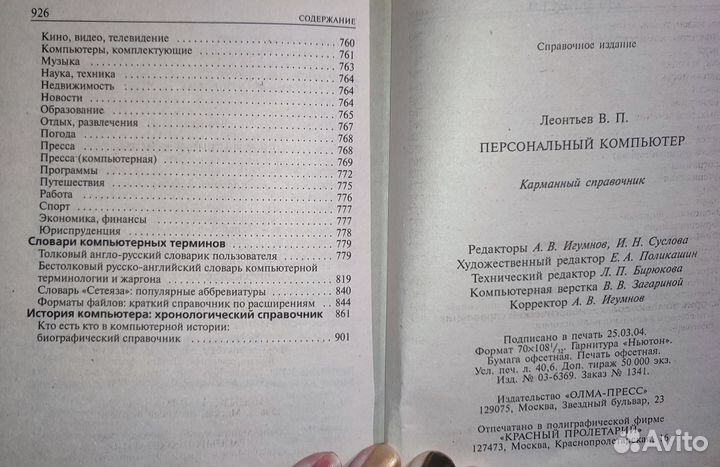 926
СОДЕРЖАНИЕ
Кино, видео, телевидение 760
Компьютеры, комплектующие 761
Музыка 763
Наука, техника 764
Недвижимость 764
Новости 764
Образование 765
Отдых, развлечения 767
Погода 768
Пресса 768
Пресса (компьютерная) 769
Программы 772
Путешествия 775
Работа 776
Спорт 777
Экономика, финансы 777
Юриспруденция 778
Словари компьютерных терминов 779
Толковый англо-русский словарик пользователя 779
Бестолковый русско-английский словарь компьютерной
терминологии и жаргона 819
Словарь «Сетеяза»: популярные аббревиатуры 840
Форматы файлов: краткий справочник по расширениям 844
История компьютера: хронологический справочник 861
Кто есть кто в компьютерной истории:
биографический справочник 901
Справочное издание
Леонтьев В. П.
ПЕРСОНАЛЬНЫЙ КОМПЬЮТЕР
Карманный справочник
Редакторы А. В. Игумнов, И. Н. Суслова
Художественный редактор Е. А. Поликашин
Технический редактор Л. П. Бирюкова
Компьютерная верстка В. В. Загариной
Корректор А. В. Игумнов
Подписано в печать 25.03.04.
Формат 70×108 1/32. Гарнитура «Ньютон».
Бумага офсетная. Печать офсетная.
Усл. печ. л. 40,6. Доп. тираж 50 000 экз.
Изд. № 03-6369. Заказ № 1341.
Издательство «ОЛМА-ПРЕСС»
129075, Москва, Звездный бульвар, 23
Отпечатано в полиграфической фирме
«КРАСНЫЙ ПРОЛЕТАРИЙ»
127473, Москва, Краснопролетарская 16
Avito